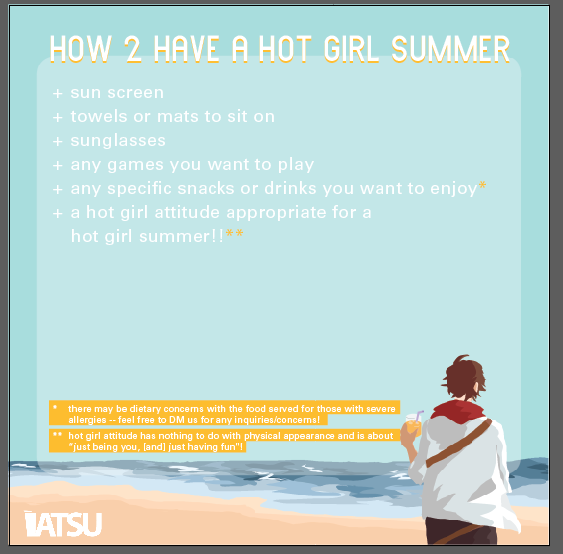 HOW 2 HAVE A HOT GIRL SUMMER
+ sun screen
+ towels or mats to sit on
+ sunglasses
+ any games you want to play
+ any specific snacks or drinks you want to enjoy*
+ a hot girl attitude appropriate for a
hot girl summer!!**
* there may be dietary concerns with the food served for those with severe
allergies -- feel free to DM us for any inquiries/concerns!
** hot girl attitude has nothing to do with physical appearance and is about
"just being you, [and] just having fun"!
IATSU